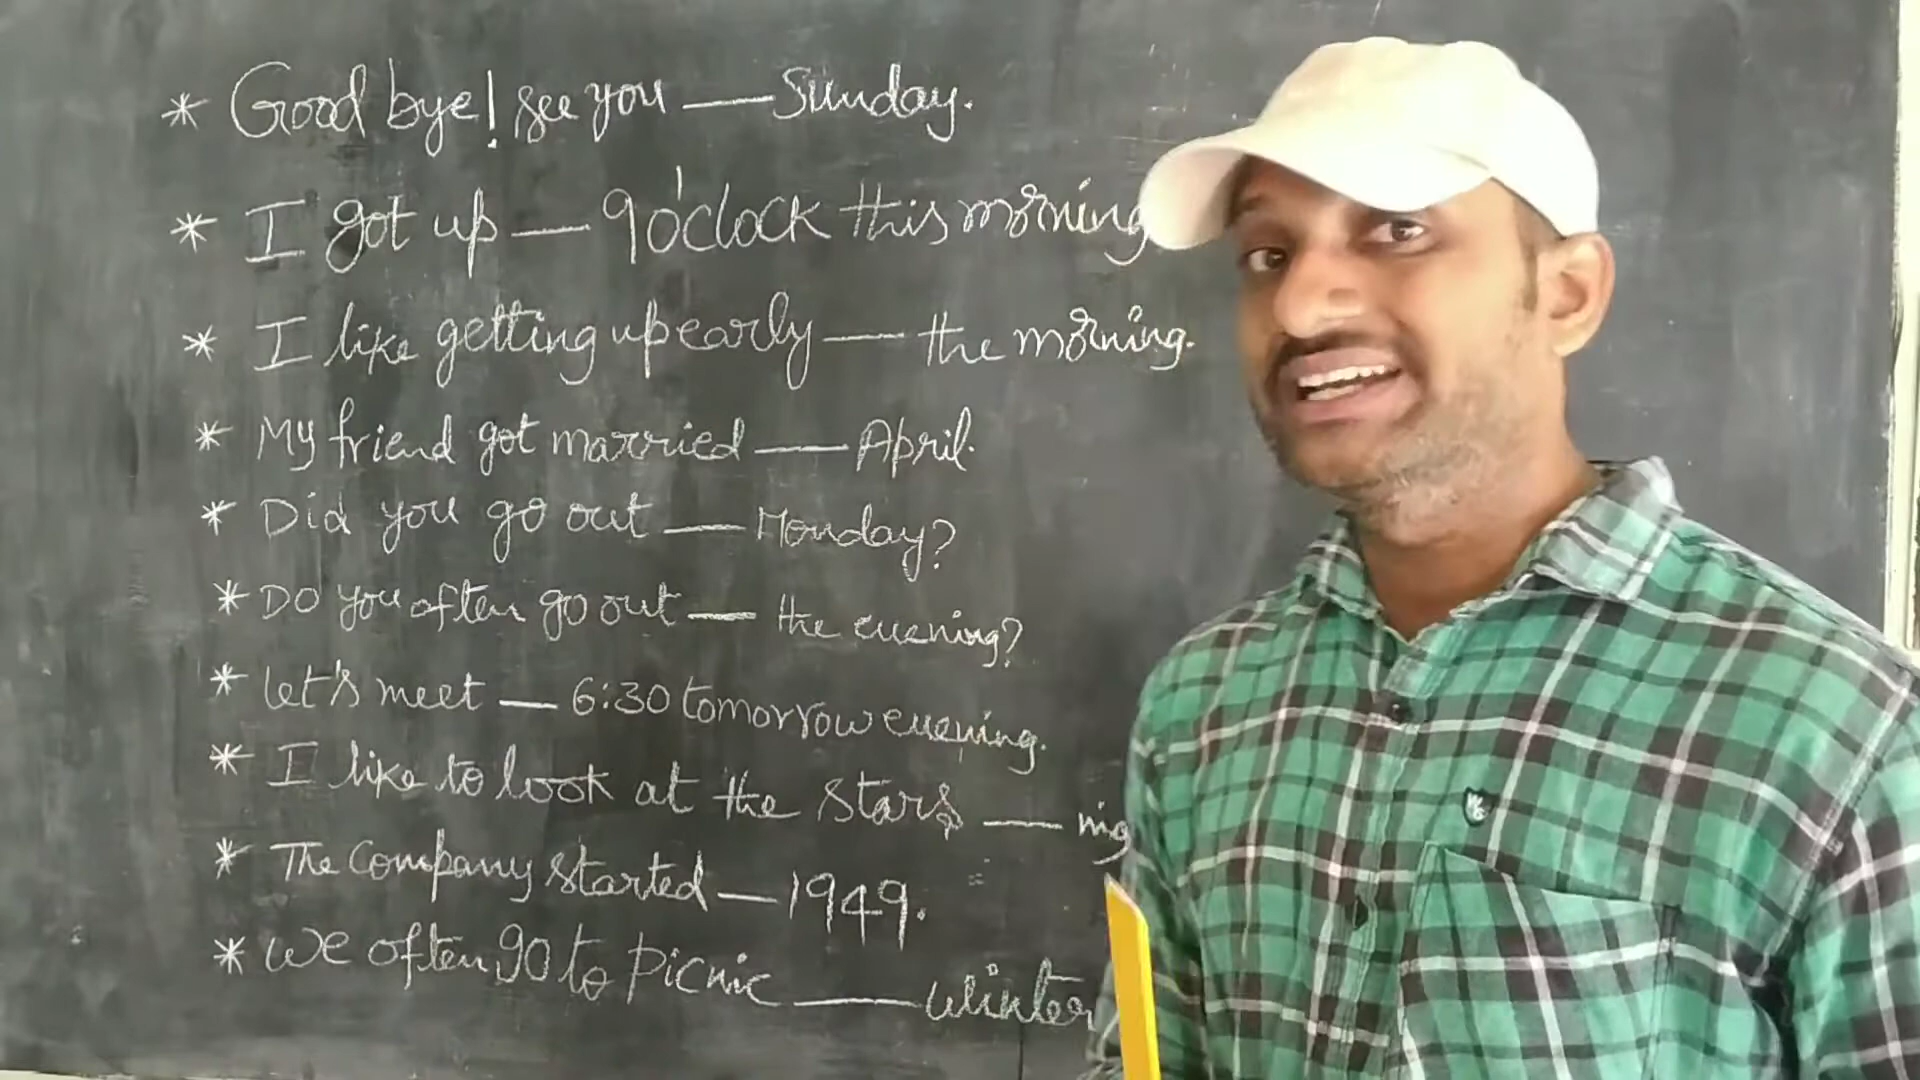 * Good bye! see you — Sunday.
* I got up — 9 o'clock this morning
* I like getting up early — the morning.
* My friend got married — April.
* Did you go out — Monday?
* Do you often go out — the evening?
* Let's meet — 6:30 tomorrow evening.
* I like to look at the stars —
* The Company started — 1949.
* We often go to picnic — winter